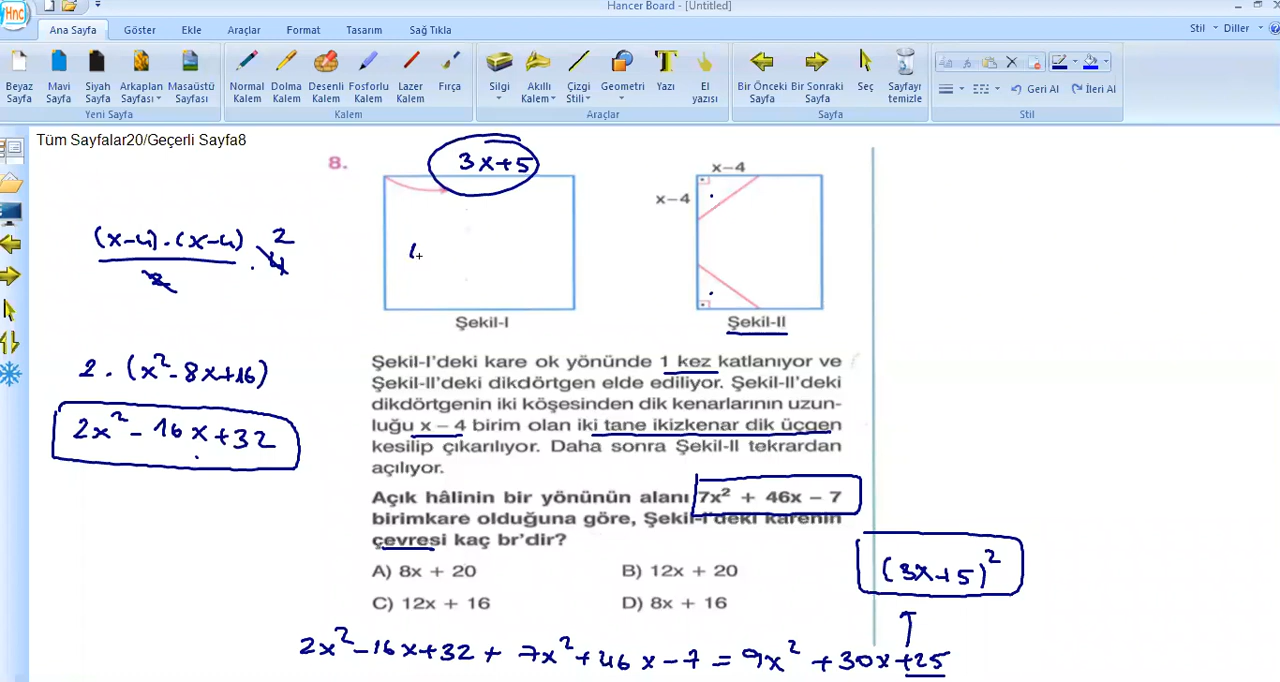 Hancer Board - [Untitled]
Hnc
Ana Sayfa Göster Ekle Araçlar Format Tasarım Sağ Tıkla Stil Diller
Beyaz Sayfa Mavi Sayfa Siyah Sayfa Arkaplan Sayfası Masaüstü Sayfası Normal Kalem Dolma Kalem Desenli Kalem Fosforlu Kalem Lazer Kalem Fırça Silgi Akıllı Kalem Çizgi Stili Geometri Yazı El yazısı Bir Önceki Sayfa Bir Sonraki Sayfa Seç Sayfayı temizle Geri Al İleri Al
Yeni Sayfa Kalem Araçlar Sayfa Stil
Tüm Sayfalar20/Geçerli Sayfa8
8.
3x+5
x–4
x–4
(x-4).(x-4)/2 . 4 2
Şekil-I
Şekil-II
2.(x²-8x+16)
2x²-16x+32
Şekil-I'deki kare ok yönünde 1 kez katlanıyor ve
Şekil-II'deki dikdörtgen elde ediliyor. Şekil-II'deki
dikdörtgenin iki köşesinden dik kenarlarının uzun-
luğu x – 4 birim olan iki tane ikizkenar dik üçgen
kesilip çıkarılıyor. Daha sonra Şekil-II tekrardan
açılıyor.
Açık hâlinin bir yönünün alanı 7x² + 46x – 7
birimkare olduğuna göre, Şekil-I'deki karenin
çevresi kaç br'dir?
A) 8x + 20
B) 12x + 20
C) 12x + 16
D) 8x + 16
(3x+5)²
2x²-16x+32+7x²+46x-7=9x²+30x+25